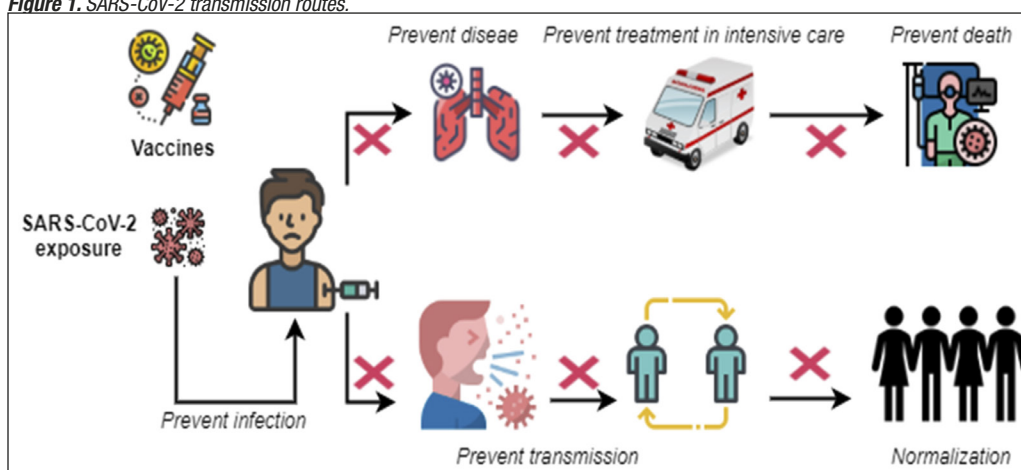 Figure 1. SARS-CoV-2 transmission routes.
Prevent diseae
Prevent treatment in intensive care
Prevent death
Vaccines
SARS-CoV-2
exposure
Prevent infection
Prevent transmission
Normalization